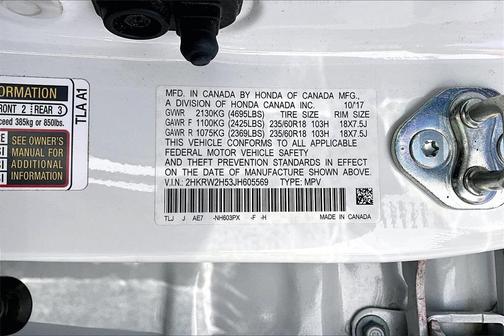 INFORMATION
FRONT 2 REAR 3
exceed 385kg or 850lbs.
SEE OWNER'S
MANUAL FOR
ADDITIONAL
INFORMATION
TLA A1
MFD. IN CANADA BY HONDA OF CANADA MFG.,
A DIVISION OF HONDA CANADA INC. 10/17
GVWR 2130KG (4695LBS) TIRE SIZE RIM SIZE
GAWR F 1100KG (2425LBS) 235/60R18 103H 18X7.5J
GAWR R 1075KG (2369LBS) 235/60R18 103H 18X7.5J
THIS VEHICLE CONFORMS TO ALL APPLICABLE
FEDERAL MOTOR VEHICLE SAFETY
AND THEFT PREVENTION STANDARDS IN EFFECT
ON THE DATE OF MANUFACTURE SHOWN ABOVE.
V.I.N.: 2HKRW2H53JH605569 TYPE: MPV
TLJ J AE7 -NH603PX -F -H MADE IN CANADA